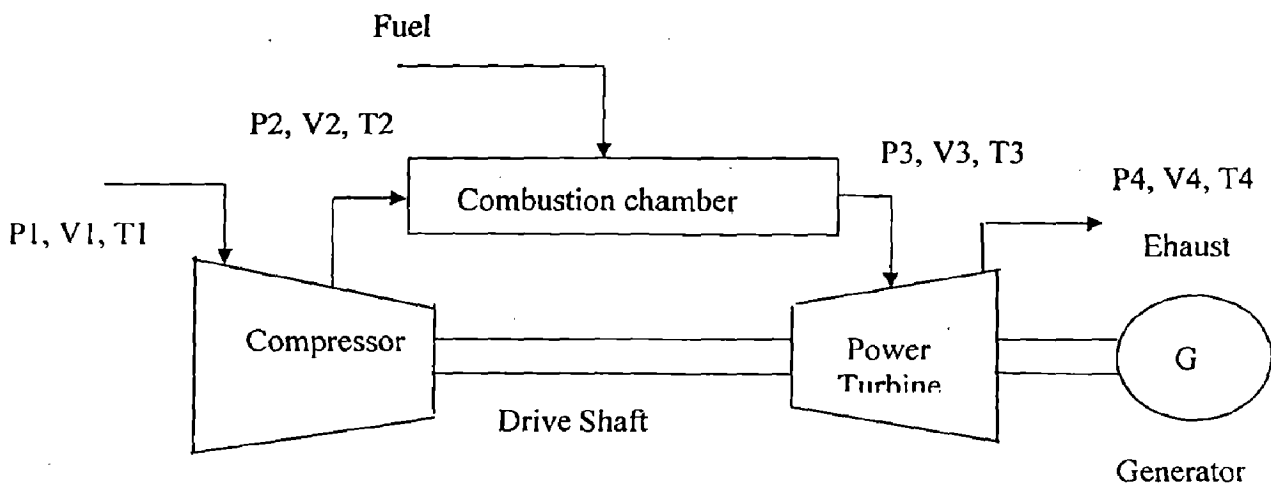 Fuel
P2, V2, T2
P3, V3, T3
P4, V4, T4
Combustion chamber
P1, V1, T1
Ehaust
Compressor
Power
Turbine
G
Drive Shaft
Generator